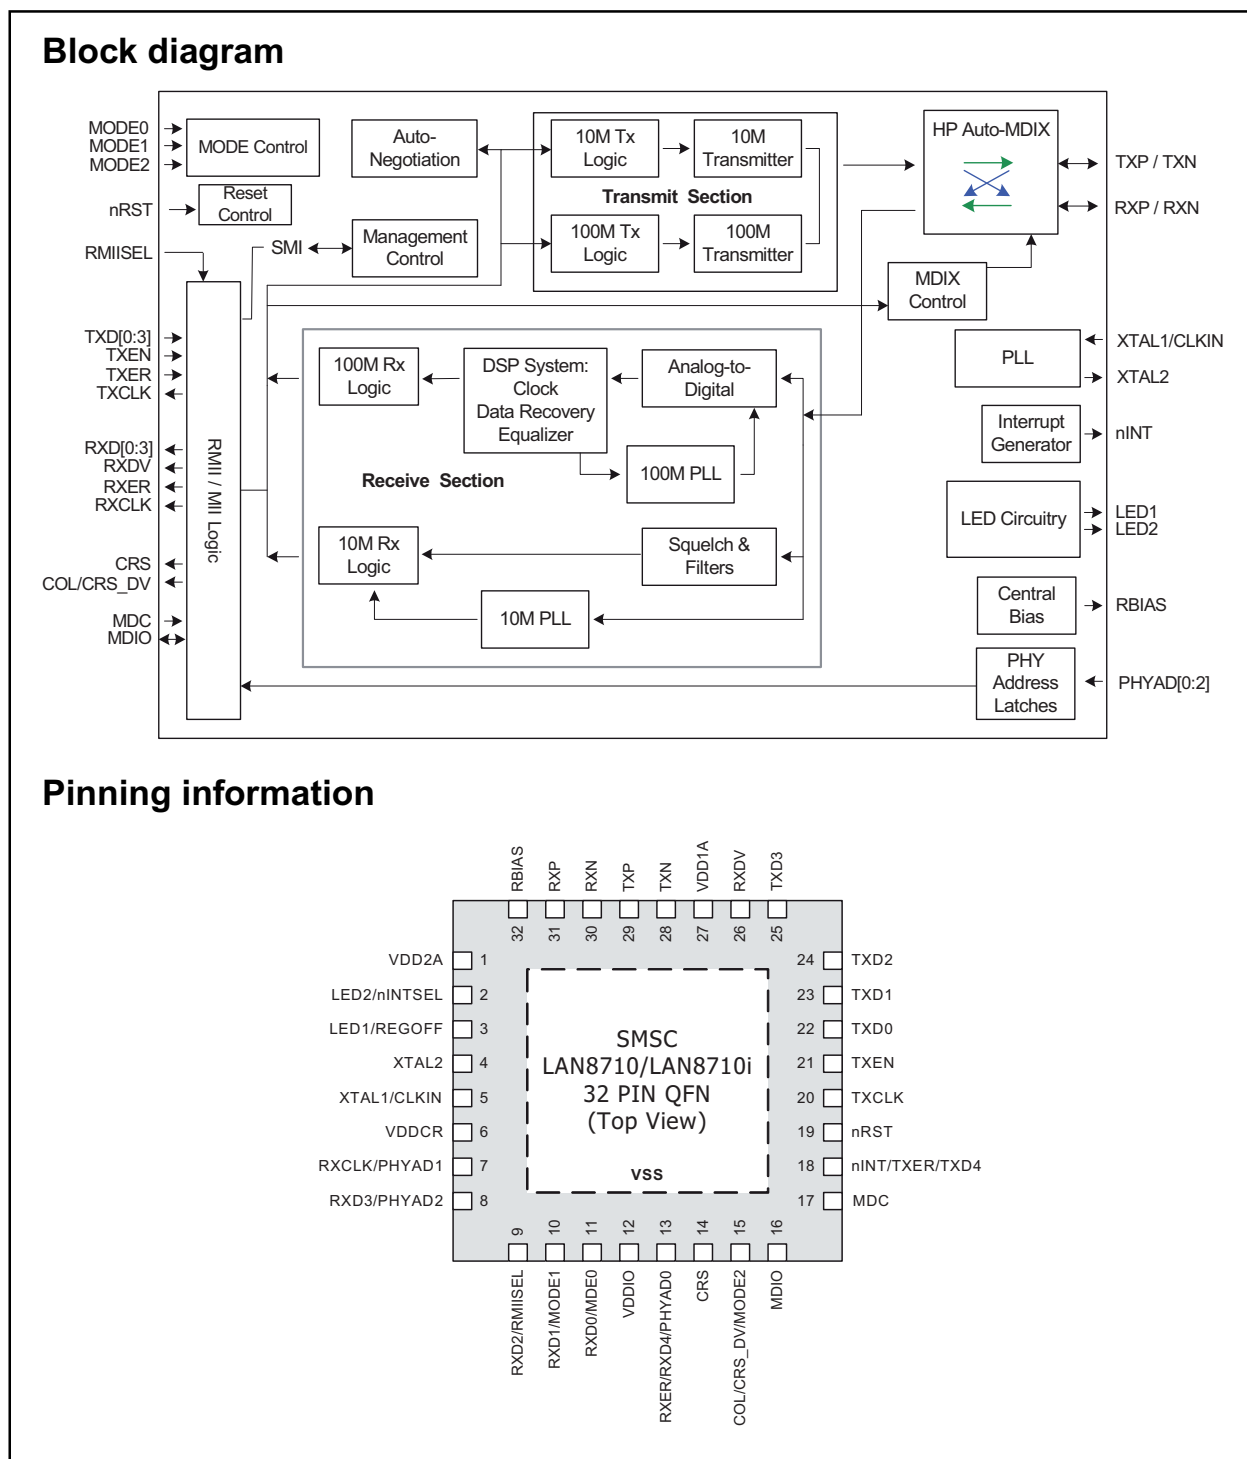 Block diagram
MODE0
MODE1
MODE2
MODE Control
nRST
Reset
Control
RMIISEL
SMI
Auto-
Negotiation
Management
Control
10M Tx
Logic
10M
Transmitter
Transmit Section
100M Tx
Logic
100M
Transmitter
HP Auto-MDIX
TXP / TXN
RXP / RXN
MDIX
Control
TXD[0:3]
TXEN
TXER
TXCLK
RXD[0:3]
RXDV
RXER
RXCLK
CRS
COL/CRS_DV
MDC
MDIO
RMII / MII Logic
100M Rx
Logic
DSP System:
Clock
Data Recovery
Equalizer
Analog-to-
Digital
100M PLL
Receive Section
10M Rx
Logic
Squelch &
Filters
10M PLL
PLL
XTAL1/CLKIN
XTAL2
Interrupt
Generator
nINT
LED Circuitry
LED1
LED2
Central
Bias
RBIAS
PHY
Address
Latches
PHYAD[0:2]
Pinning information
RBIAS
RXP
RXN
TXP
TXN
VDD1A
RXDV
TXD3
32
31
30
29
28
27
26
25
VDD2A 1
LED2/nINTSEL 2
LED1/REGOFF 3
XTAL2 4
XTAL1/CLKIN 5
VDDCR 6
RXCLK/PHYAD1 7
RXD3/PHYAD2 8
SMSC
LAN8710/LAN8710i
32 PIN QFN
(Top View)
VSS
24 TXD2
23 TXD1
22 TXD0
21 TXEN
20 TXCLK
19 nRST
18 nINT/TXER/TXD4
17 MDC
9
10
11
12
13
14
15
16
RXD2/RMIISEL
RXD1/MODE1
RXD0/MDE0
VDDIO
RXER/RXD4/PHYAD0
CRS
COL/CRS_DV/MODE2
MDIO